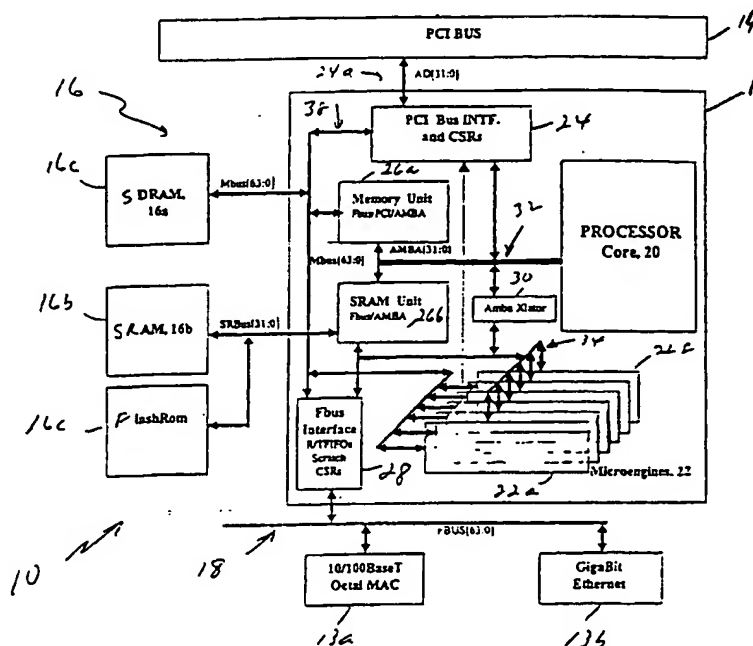 PCI BUS
14
24a
AD[31:0]
16
38
PCI Bus INTF.
and CSRs
24
16c
SDRAM,
16a
Mbus[63:0]
26a
Memory Unit
Fbus/PCI/AMBA
32
PROCESSOR
Core, 20
AMBA[31:0]
Mbus[63:0]
30
16b
SRAM, 16b
SRBus[31:0]
SRAM Unit
Fbus/AMBA
26b
Amba Xlator
34
16c
FlashRom
Fbus
Interface
R/TFIFOs
Scratch
CSRs
28
Microengines, 22
22a
10
18
FBUS[63:0]
10/100BaseT
Octal MAC
GigaBit
Ethernet
13a
13b